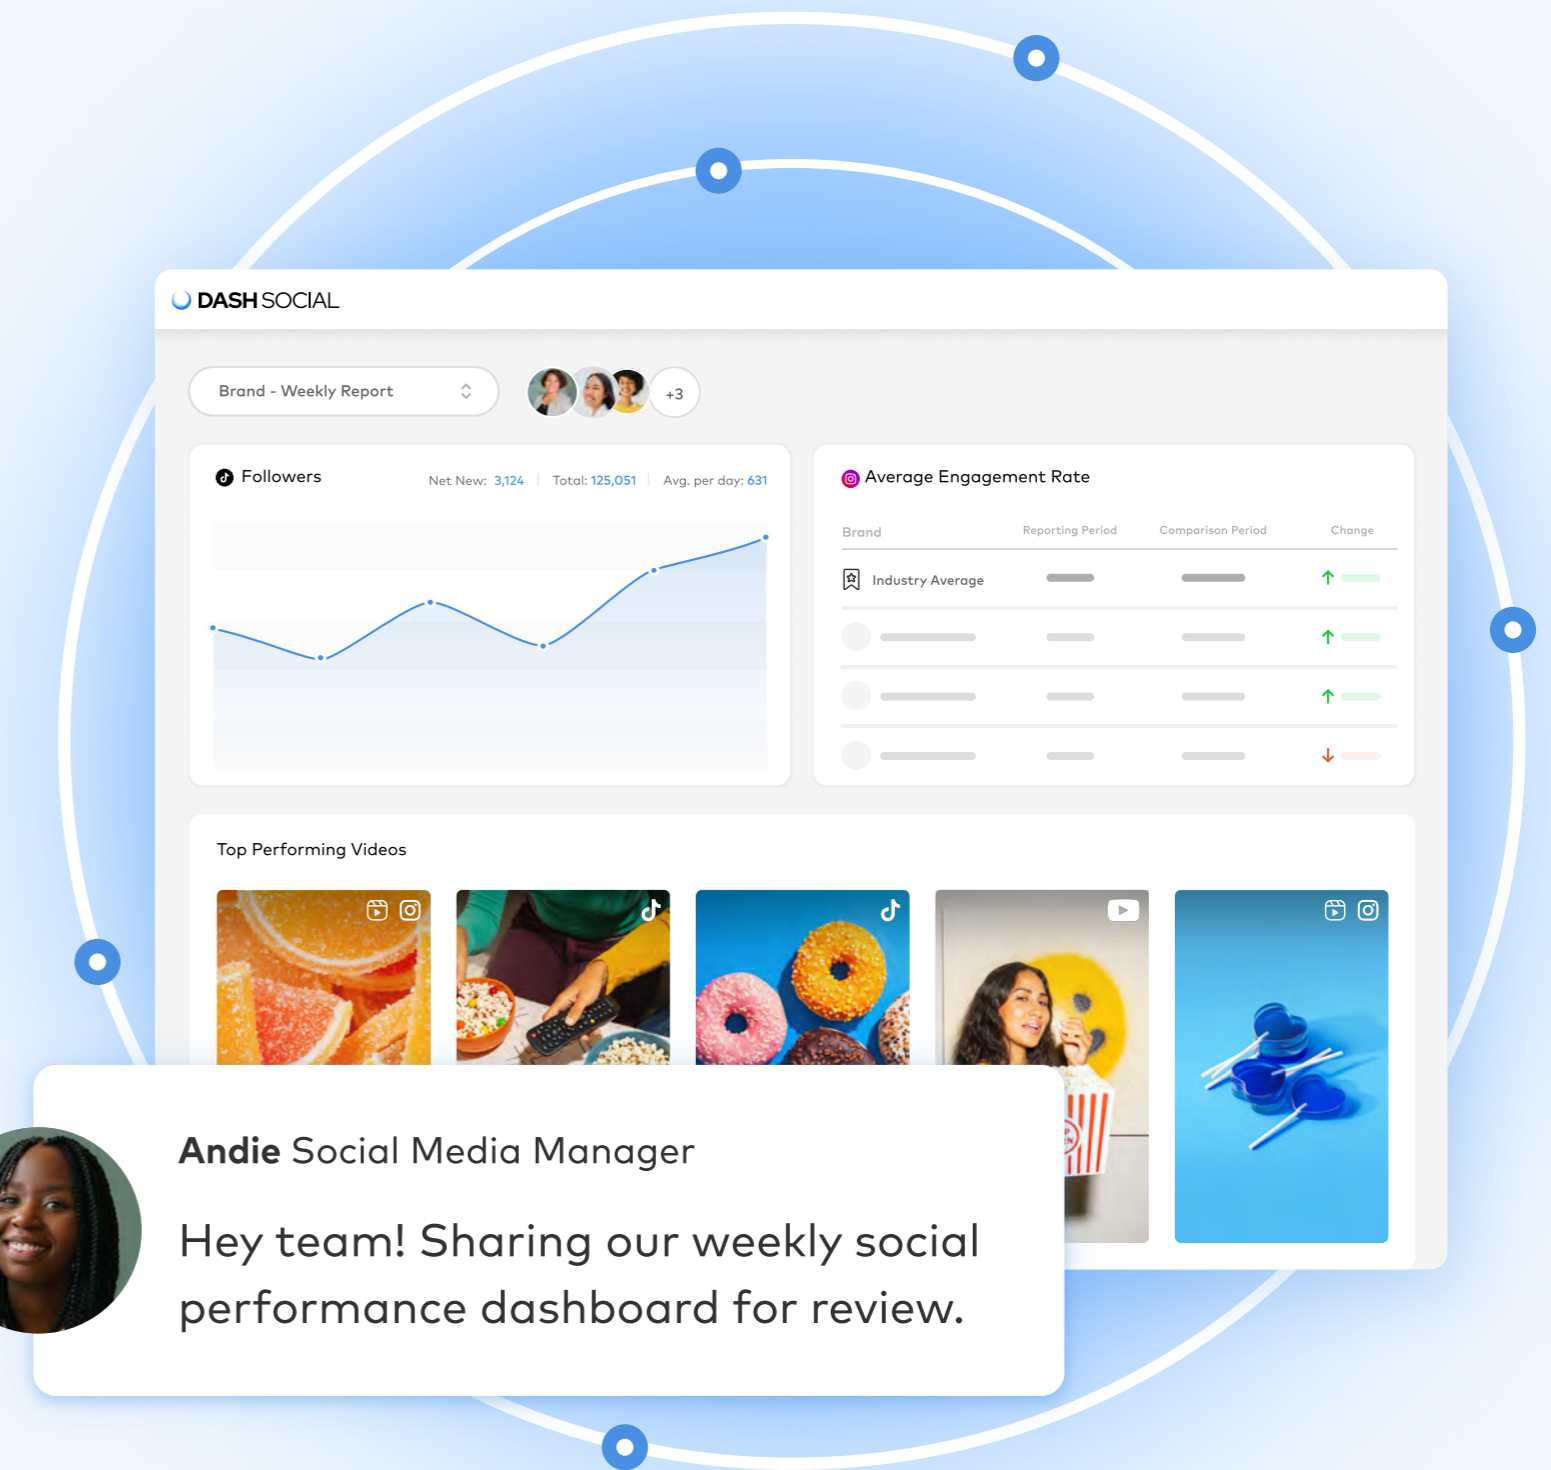 DASH SOCIAL
Brand - Weekly Report
+3
Followers
Net New: 3,124
Total: 125,051
Avg. per day: 631
Average Engagement Rate
Brand
Reporting Period
Comparison Period
Change
Industry Average
Top Performing Videos
Andie Social Media Manager
Hey team! Sharing our weekly social
performance dashboard for review.